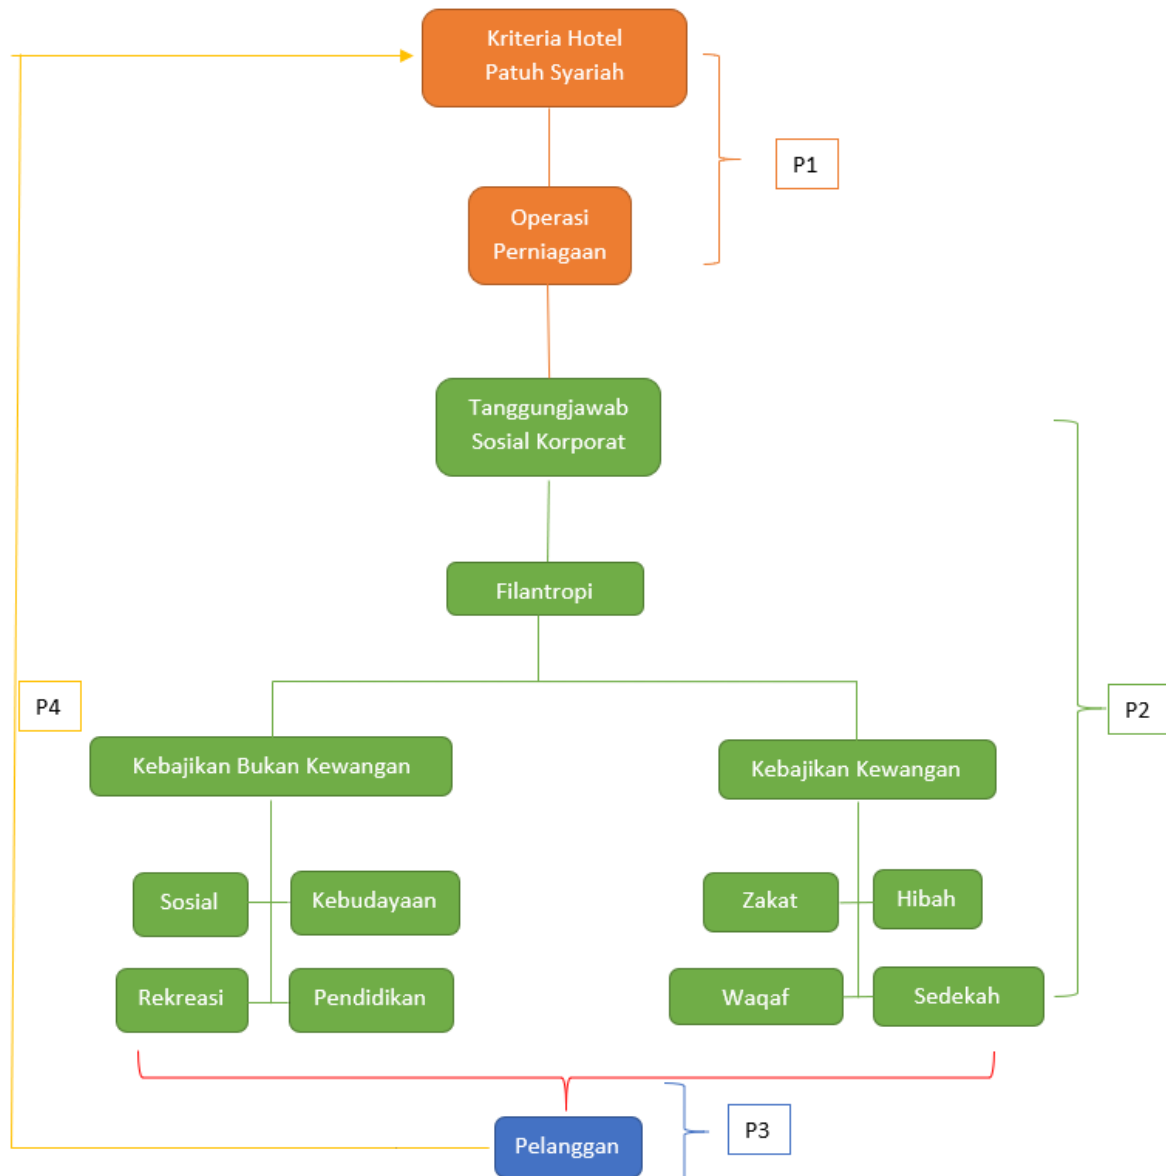 Kriteria Hotel
Patuh Syariah
P1
Operasi
Perniagaan
Tanggungjawab
Sosial Korporat
Filantropi
P4
P2
Kebajikan Bukan Kewangan
Kebajikan Kewangan
Sosial
Kebudayaan
Zakat
Hibah
Rekreasi
Pendidikan
Waqaf
Sedekah
P3
Pelanggan